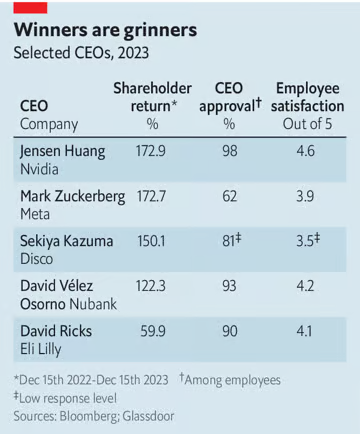 Winners are grinners
Selected CEOs, 2023
CEO Company Shareholder return* % CEO approval† % Employee satisfaction Out of 5
Jensen Huang Nvidia 172.9 98 4.6
Mark Zuckerberg Meta 172.7 62 3.9
Sekiya Kazuma Disco 150.1 81‡ 3.5‡
David Vélez Osorno Nubank 122.3 93 4.2
David Ricks Eli Lilly 59.9 90 4.1
*Dec 15th 2022-Dec 15th 2023 †Among employees
‡Low response level
Sources: Bloomberg; Glassdoor